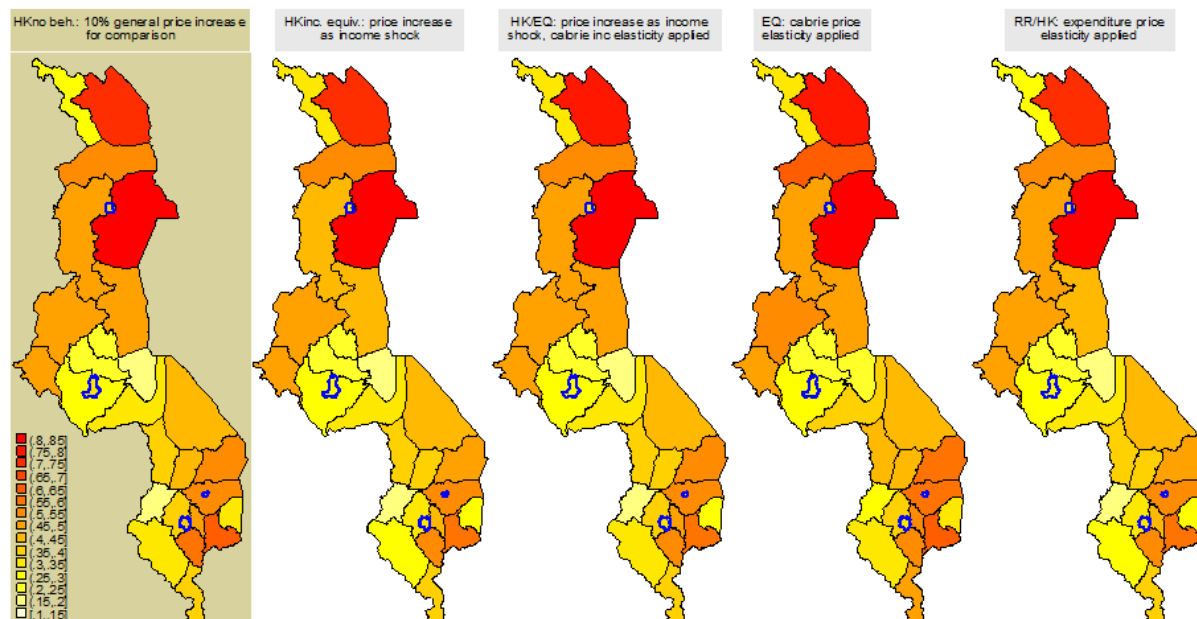 HKno beh.: 10% general price increase
for comparison
HKinc. equiv.: price increase
as income shock
HK/EQ: price increase as income
shock, cabrie inc elasticity applied
EQ: cabrie price
elasticity applied
RR/HK: expenditure price
elasticity applied
(.8,.85]
(.75,.8]
(.7,.75]
(.65,.7]
(.6,.65]
(.55,.6]
(.5,.55]
(.45,.5]
(.4,.45]
(.35,.4]
(.3,.35]
(.25,.3]
(.2,.25]
(.15,.2]
[.1,.15]